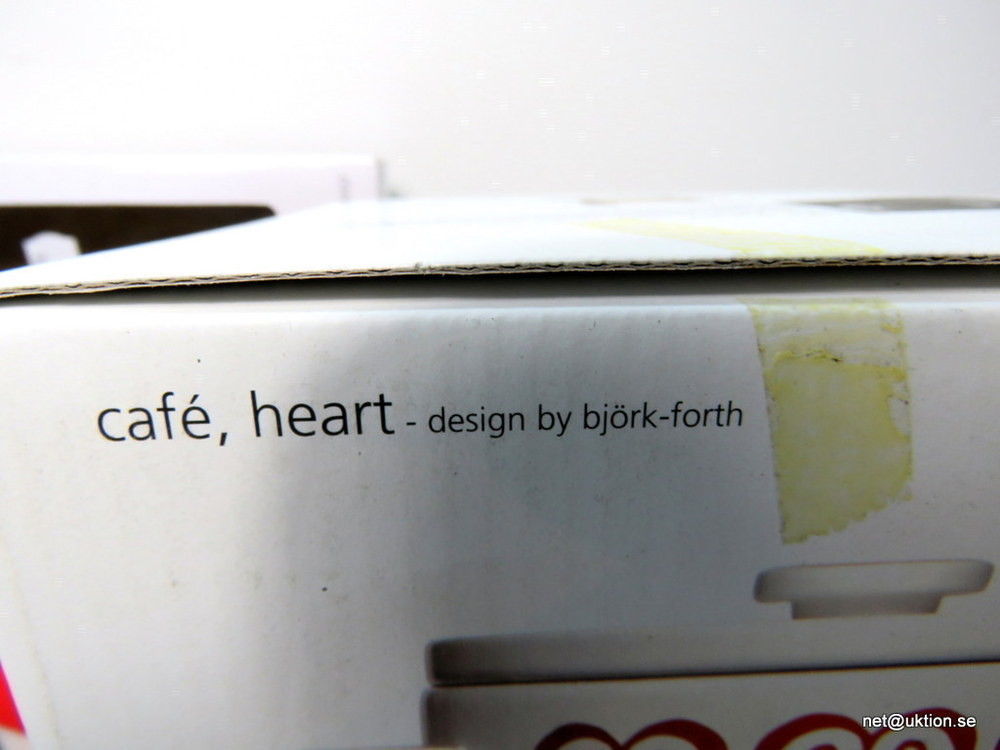 café, heart - design by björk-forth
net@uktion.se